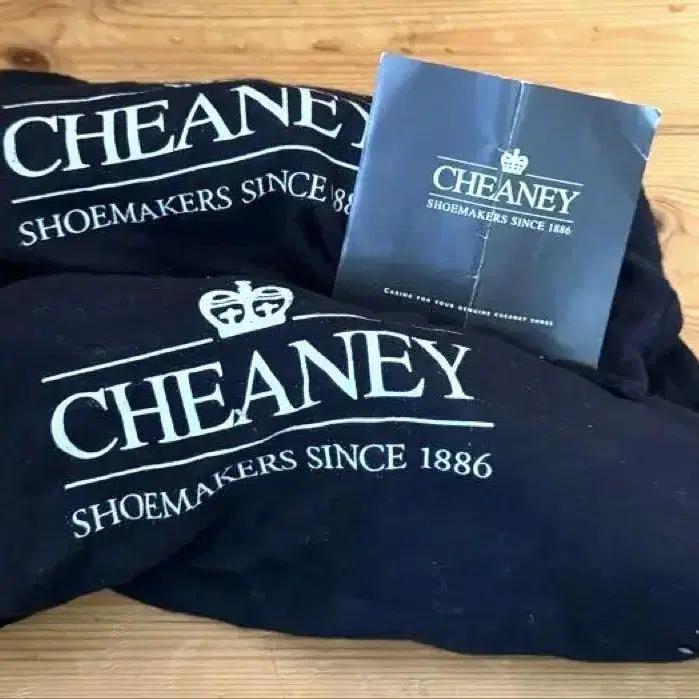 CHEANEY
SHOEMAKERS SINCE 188
CHEANEY
SHOEMAKERS SINCE 1886
CARING FOR YOUR GENUINE CHEANEY SHOES
CHEANEY
SHOEMAKERS SINCE 1886